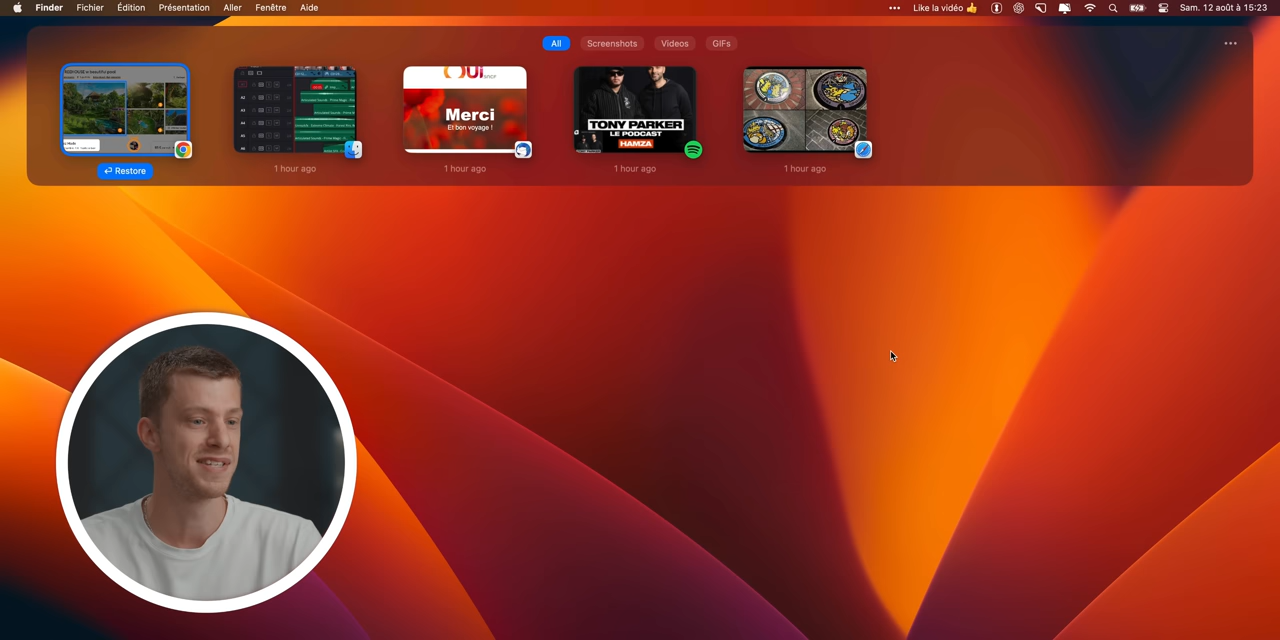 Finder Fichier Édition Présentation Aller Fenêtre Aide
Like la vidéo 👍 Sam. 12 août à 15:23
All Screenshots Videos GIFs
Restore
OUI SNCF
Merci
Et bon voyage !
TONY PARKER
LE PODCAST
HAMZA
1 hour ago 1 hour ago 1 hour ago 1 hour ago